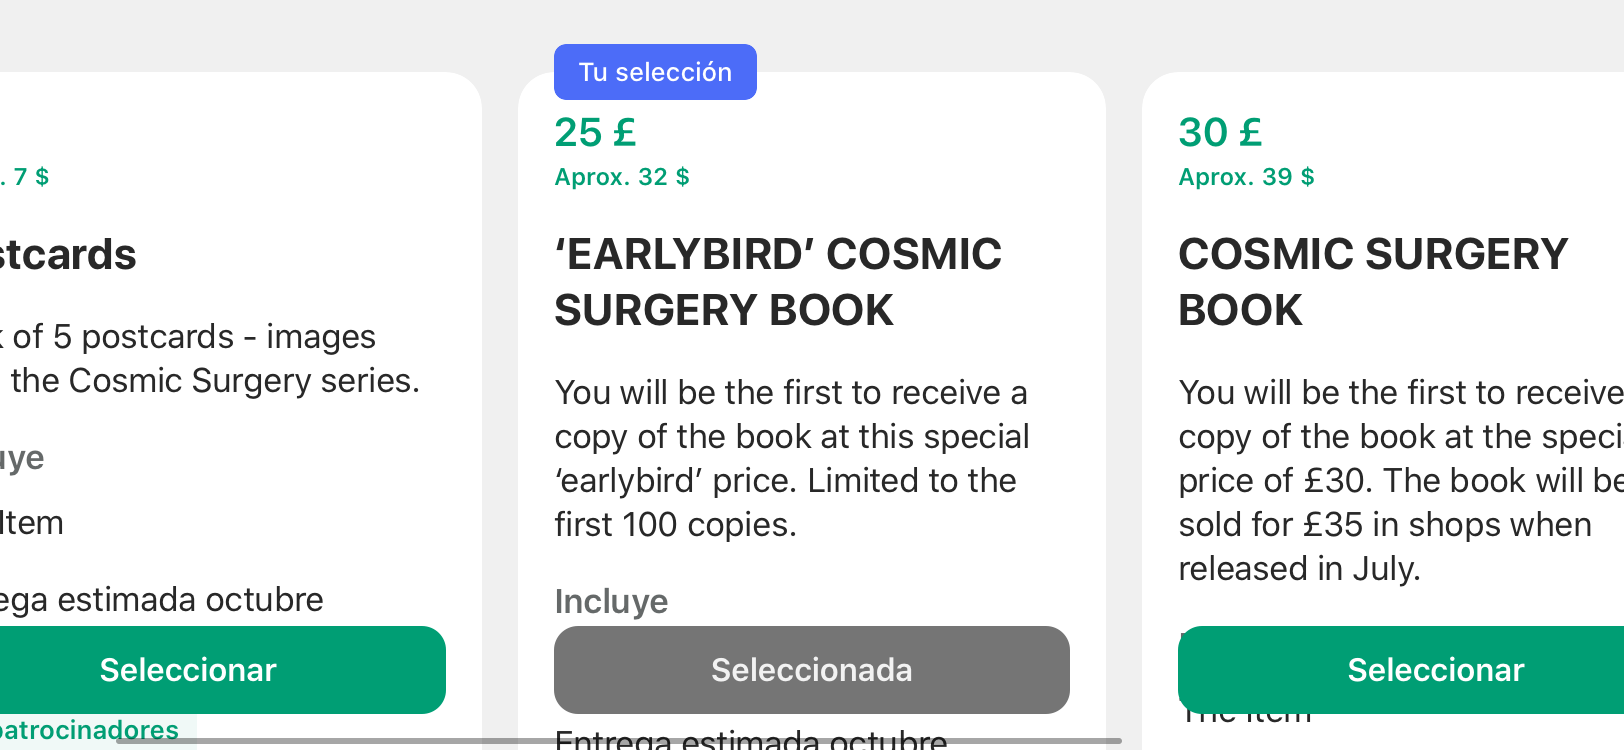 . 7 $
stcards
of 5 postcards - images
the Cosmic Surgery series.
uye
Item
ega estimada octubre
Seleccionar
patrocinadores
Tu selección
25 £
Aprox. 32 $
‘EARLYBIRD’ COSMIC
SURGERY BOOK
You will be the first to receive a
copy of the book at this special
‘earlybird’ price. Limited to the
first 100 copies.
Incluye
Seleccionada
Entrega estimada octubre
30 £
Aprox. 39 $
COSMIC SURGERY
BOOK
You will be the first to receive
copy of the book at the speci
price of £30. The book will be
sold for £35 in shops when
released in July.
Seleccionar
The Item